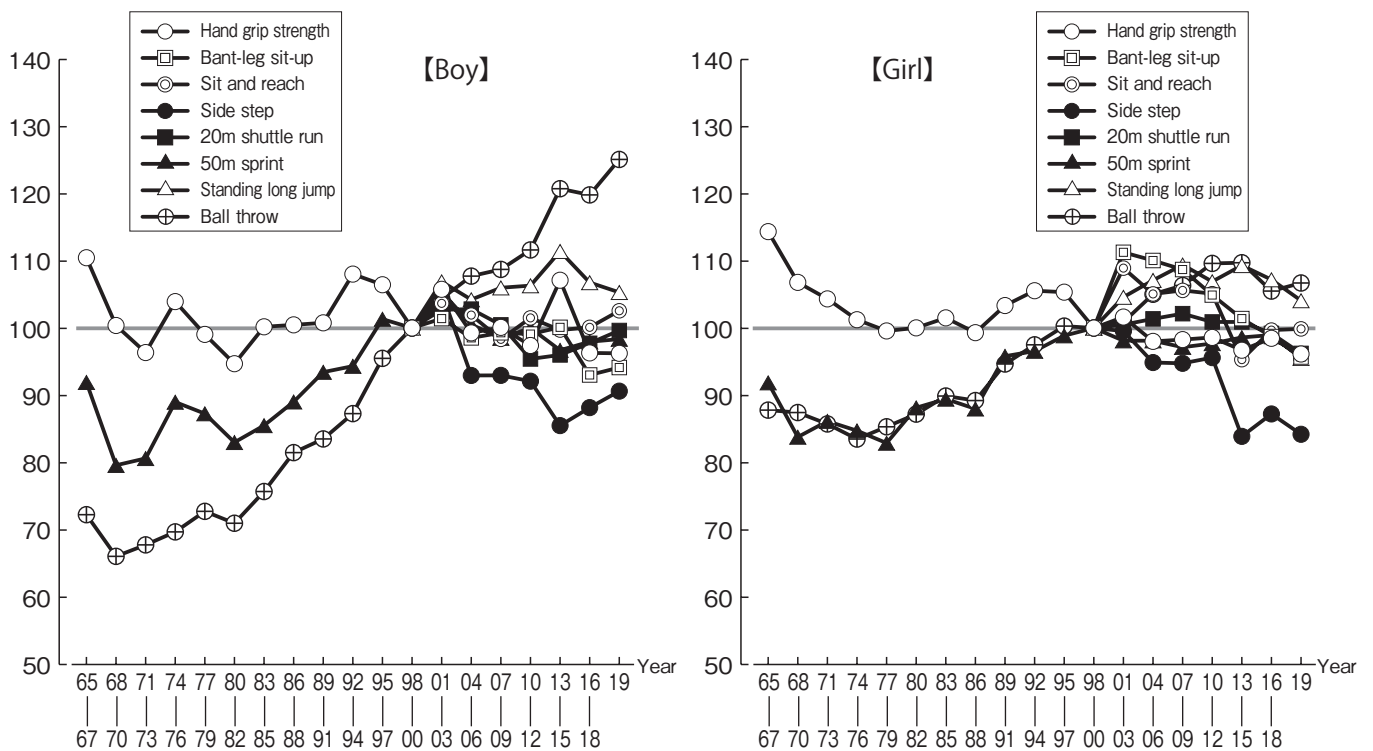 Hand grip strength
Bant-leg sit-up
Sit and reach
Side step
20m shuttle run
50m sprint
Standing long jump
Ball throw
【Boy】
140
130
120
110
100
90
80
70
60
50
65 68 71 74 77 80 83 86 89 92 95 98 01 04 07 10 13 16 19 Year
67 70 73 76 79 82 85 88 91 94 97 00 03 06 09 12 15 18
Hand grip strength
Bant-leg sit-up
Sit and reach
Side step
20m shuttle run
50m sprint
Standing long jump
Ball throw
【Girl】
140
130
120
110
100
90
80
70
60
50
65 68 71 74 77 80 83 86 89 92 95 98 01 04 07 10 13 16 19 Year
67 70 73 76 79 82 85 88 91 94 97 00 03 06 09 12 15 18